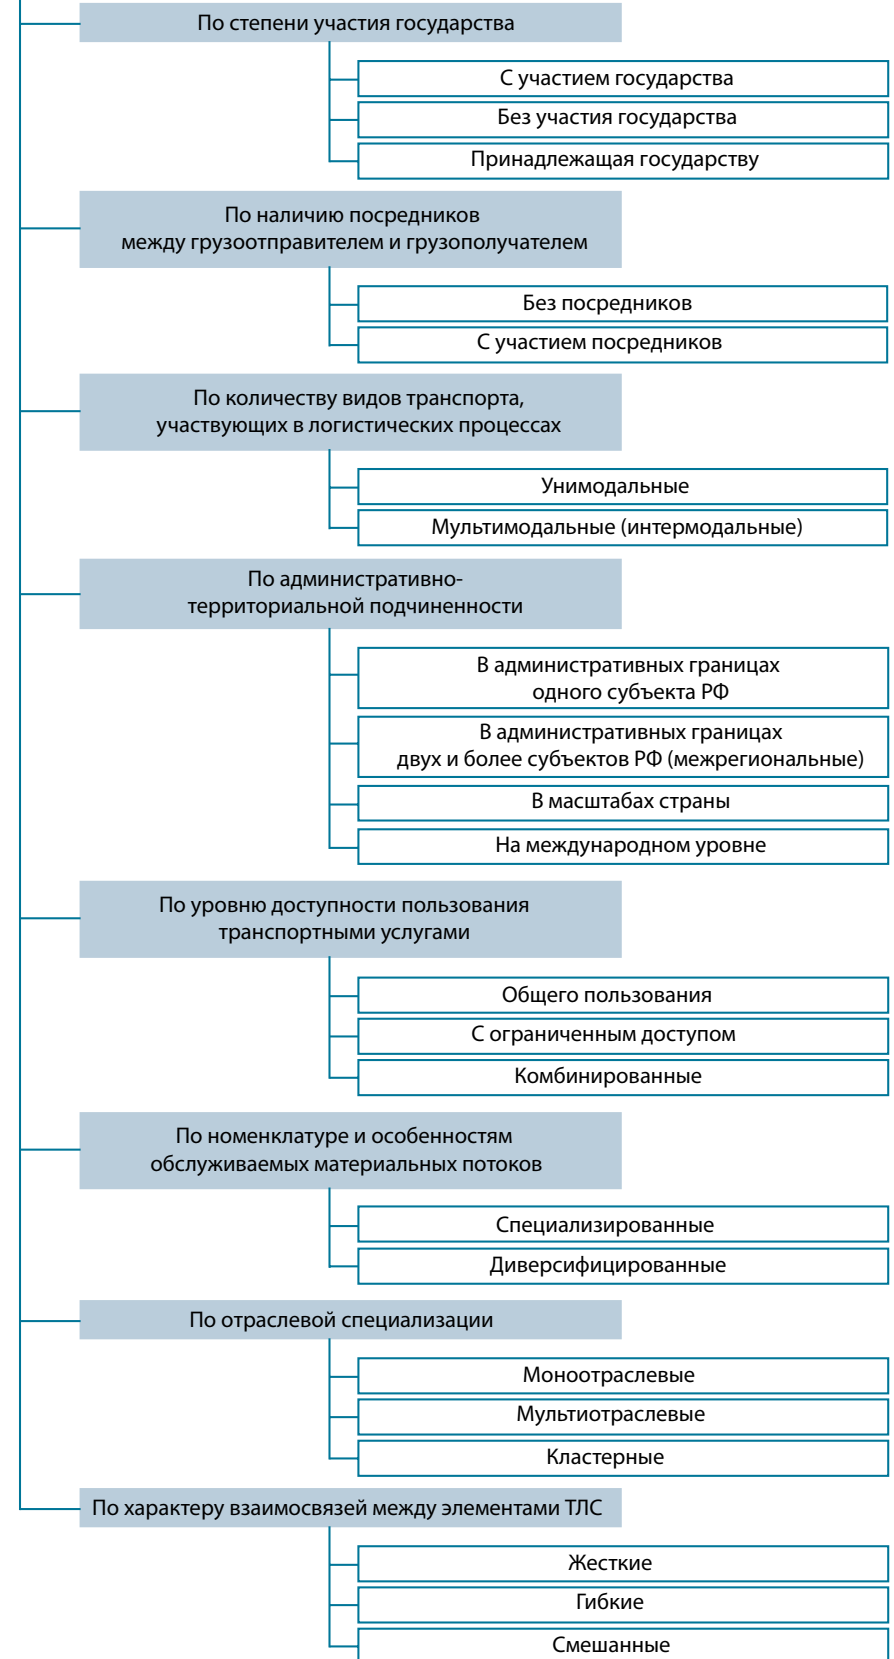 По степени участия государства
С участием государства
Без участия государства
Принадлежащая государству
По наличию посредников
между грузоотправителем и грузополучателем
Без посредников
С участием посредников
По количеству видов транспорта,
участвующих в логистических процессах
Унимодальные
Мультимодальные (интермодальные)
По административно-
территориальной подчиненности
В административных границах
одного субъекта РФ
В административных границах
двух и более субъектов РФ (межрегиональные)
В масштабах страны
На международном уровне
По уровню доступности пользования
транспортными услугами
Общего пользования
С ограниченным доступом
Комбинированные
По номенклатуре и особенностям
обслуживаемых материальных потоков
Специализированные
Диверсифицированные
По отраслевой специализации
Моноотраслевые
Мультиотраслевые
Кластерные
По характеру взаимосвязей между элементами ТЛС
Жесткие
Гибкие
Смешанные